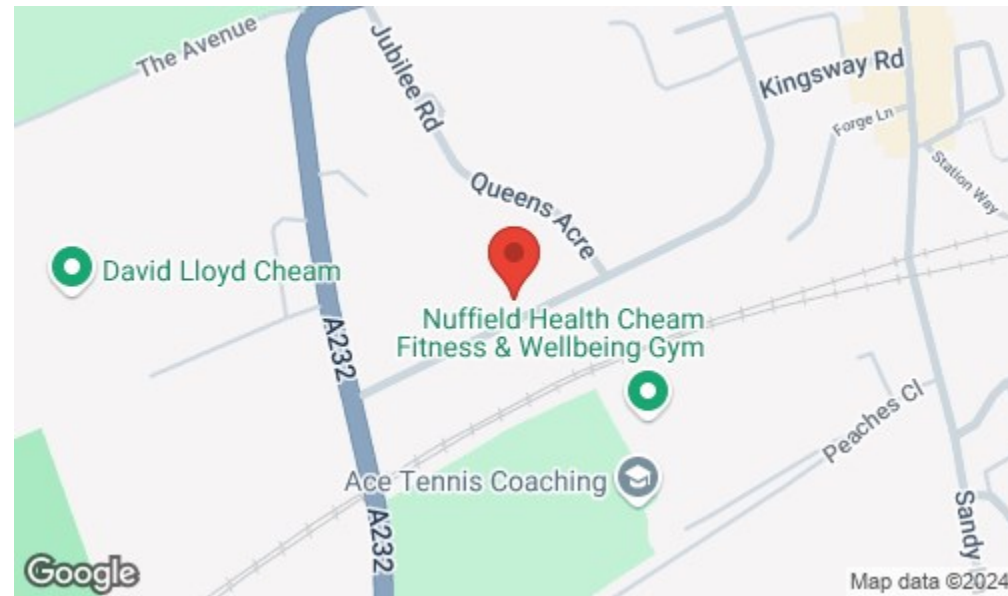 The Avenue
Jubilee Rd
Kingsway Rd
Forge Ln
Station Way
Queens Acre
David Lloyd Cheam
Nuffield Health Cheam
Fitness & Wellbeing Gym
A232
Peaches Cl
Ace Tennis Coaching
A232
Sandy
Google
Map data ©2024